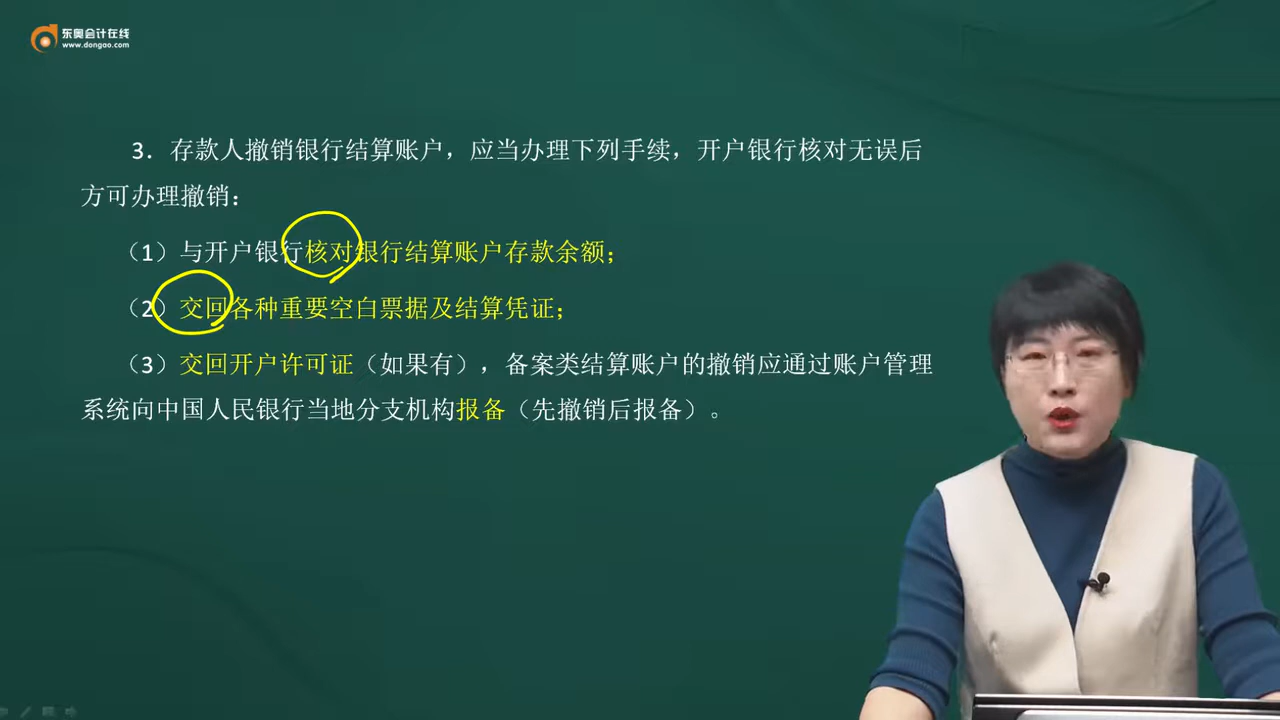 东奥会计在线
www.dongao.com
3. 存款人撤销银行结算账户，应当办理下列手续，开户银行核对无误后
方可办理撤销：
（1）与开户银行核对银行结算账户存款余额；
（2）交回各种重要空白票据及结算凭证；
（3）交回开户许可证（如果有），备案类结算账户的撤销应通过账户管理
系统向中国人民银行当地分支机构报备（先撤销后报备）。